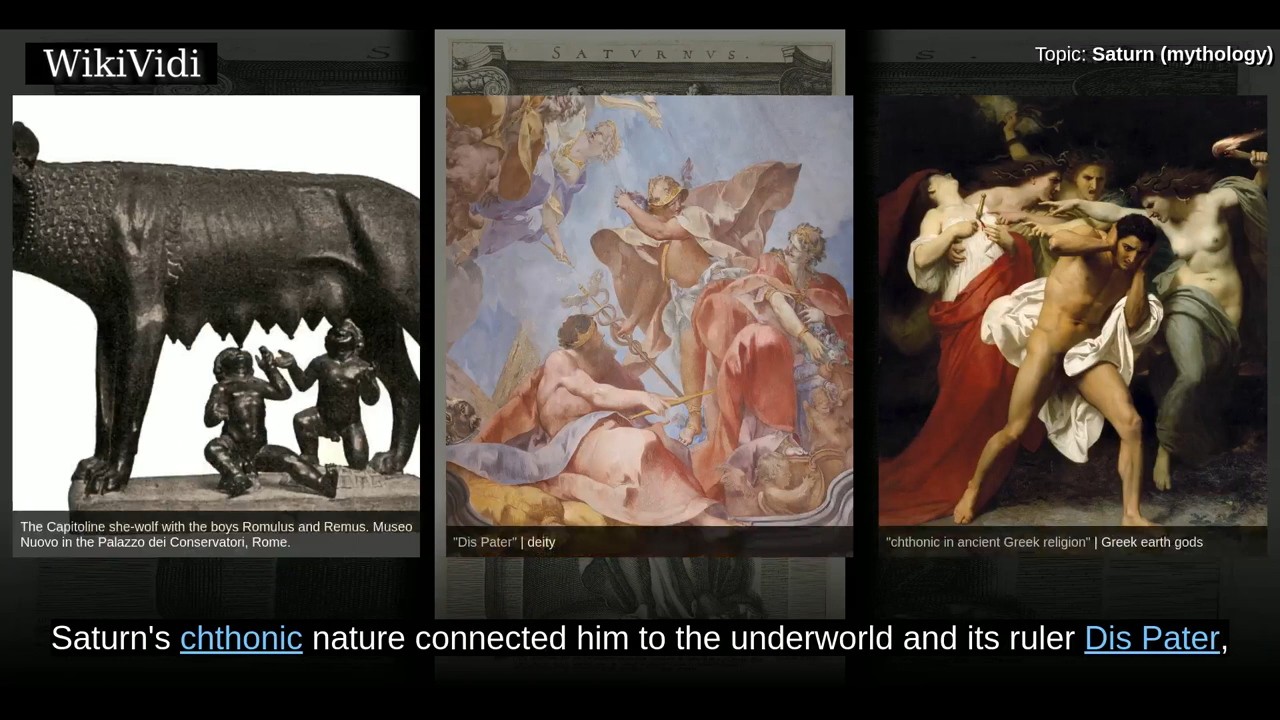 WikiVidi
SATVRNVS.
S
S .
Topic: Saturn (mythology)
The Capitoline she-wolf with the boys Romulus and Remus. Museo
Nuovo in the Palazzo dei Conservatori, Rome.
"Dis Pater" | deity
"chthonic in ancient Greek religion" | Greek earth gods
Saturn's chthonic nature connected him to the underworld and its ruler Dis Pater,